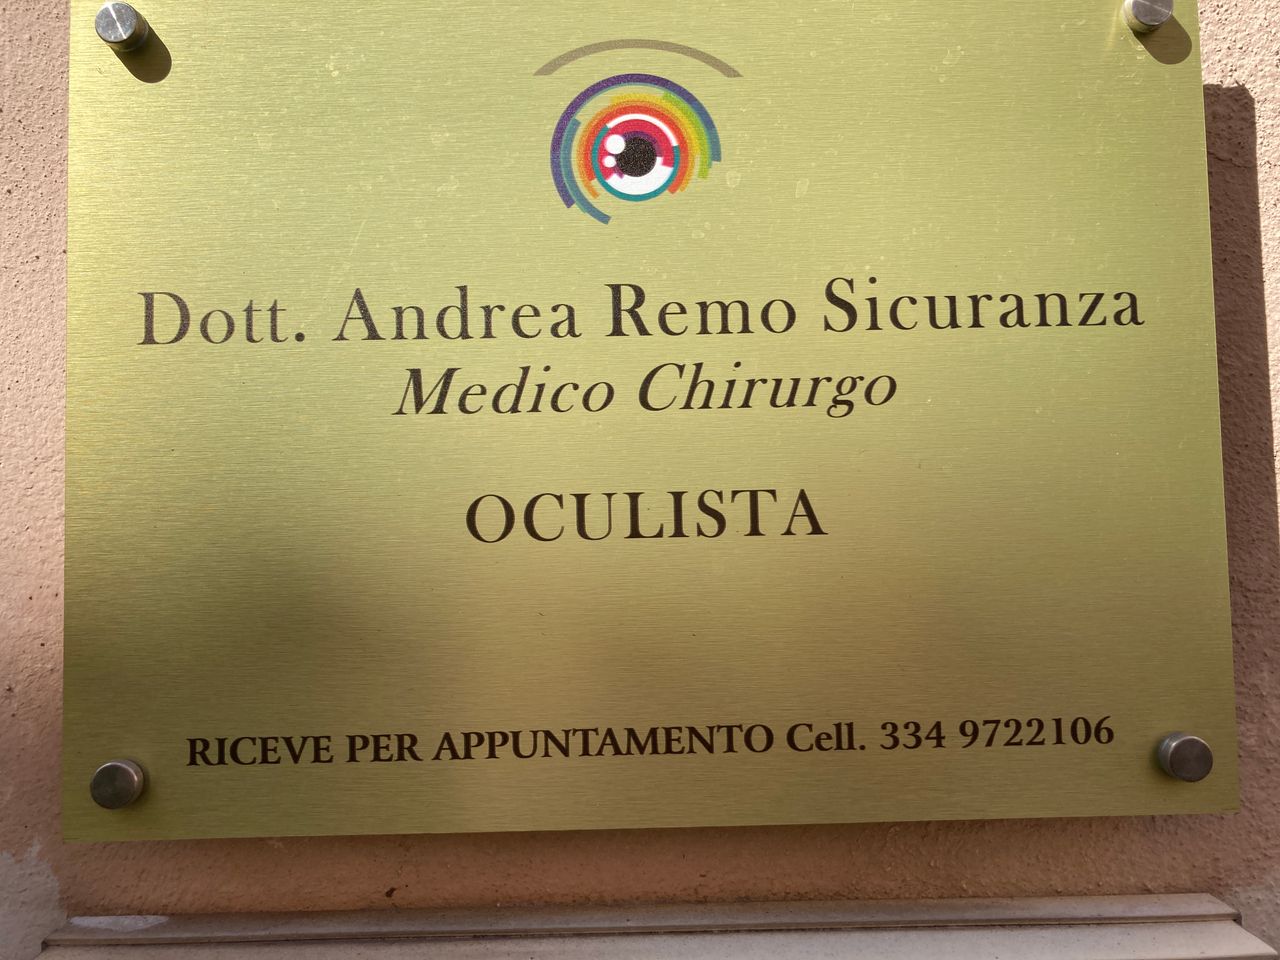 Dott. Andrea Remo Sicuranza
Medico Chirurgo
OCULISTA
RICEVE PER APPUNTAMENTO Cell. 334 9722106